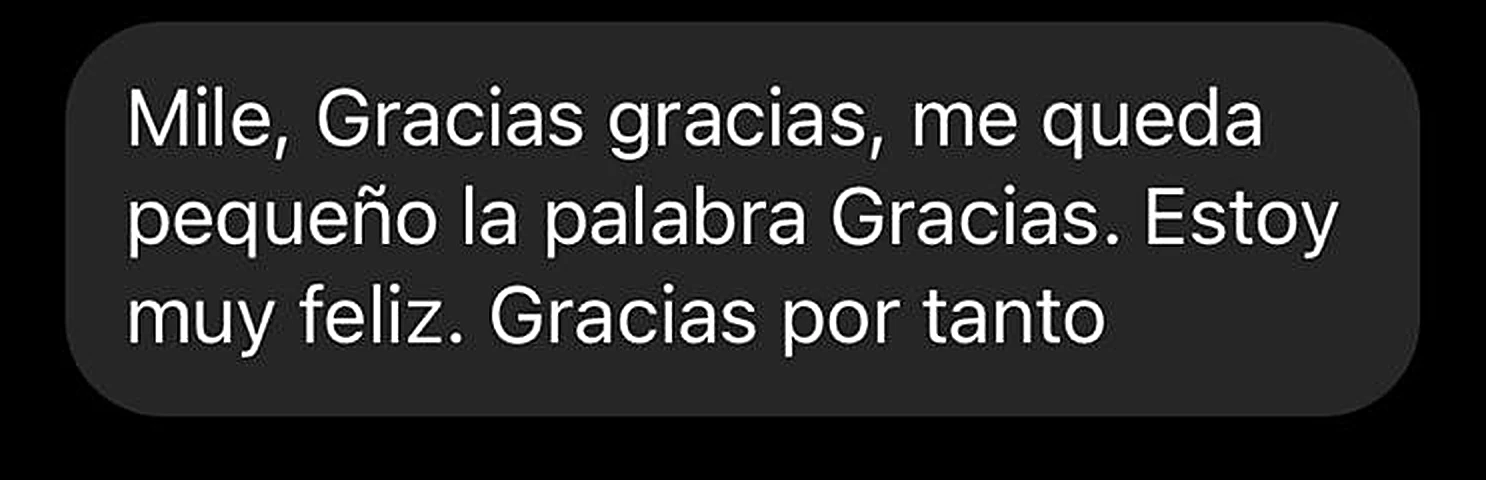 Mile, Gracias gracias, me queda
pequeño la palabra Gracias. Estoy
muy feliz. Gracias por tanto